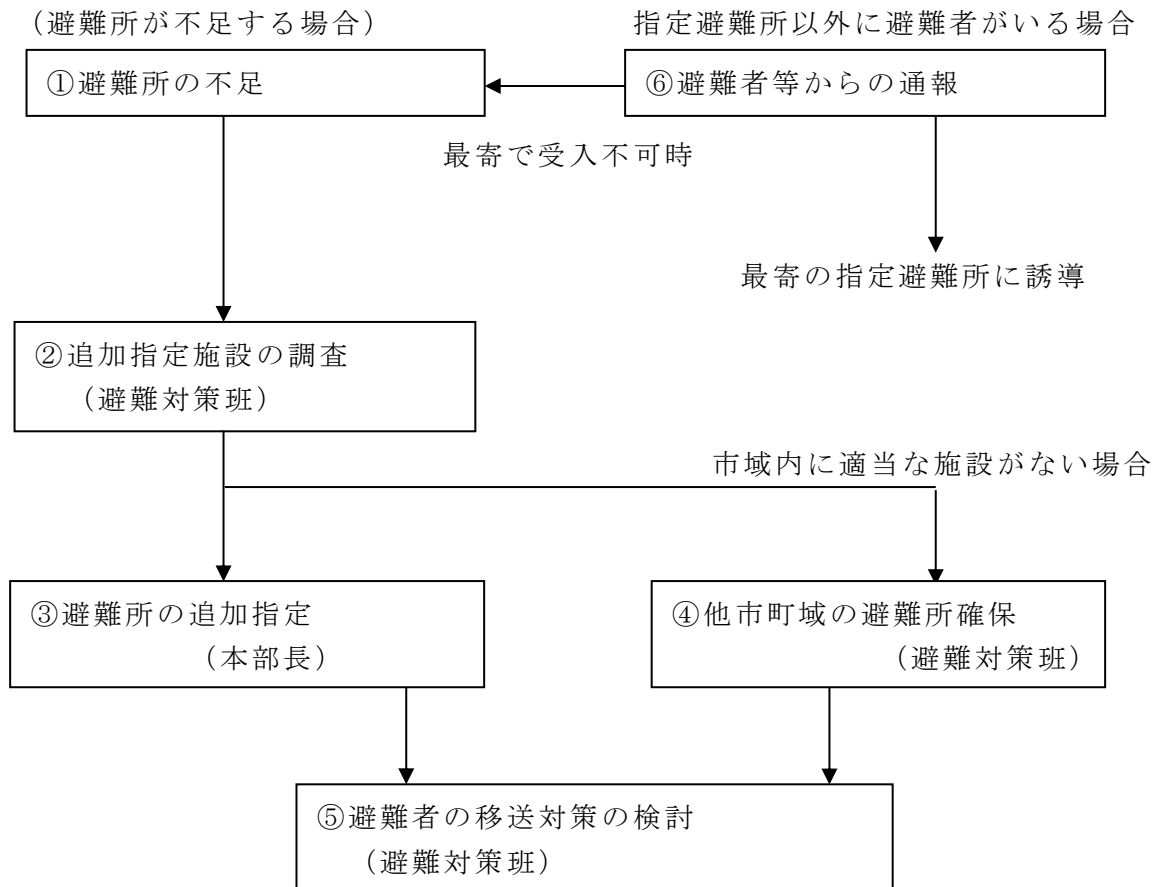 （避難所が不足する場合）
指定避難所以外に避難者がいる場合
①避難所の不足
⑥避難者等からの通報
最寄で受入不可時
最寄の指定避難所に誘導
②追加指定施設の調査
（避難対策班）
市域内に適当な施設がない場合
③避難所の追加指定
（本部長）
④他市町域の避難所確保
（避難対策班）
⑤避難者の移送対策の検討
（避難対策班）